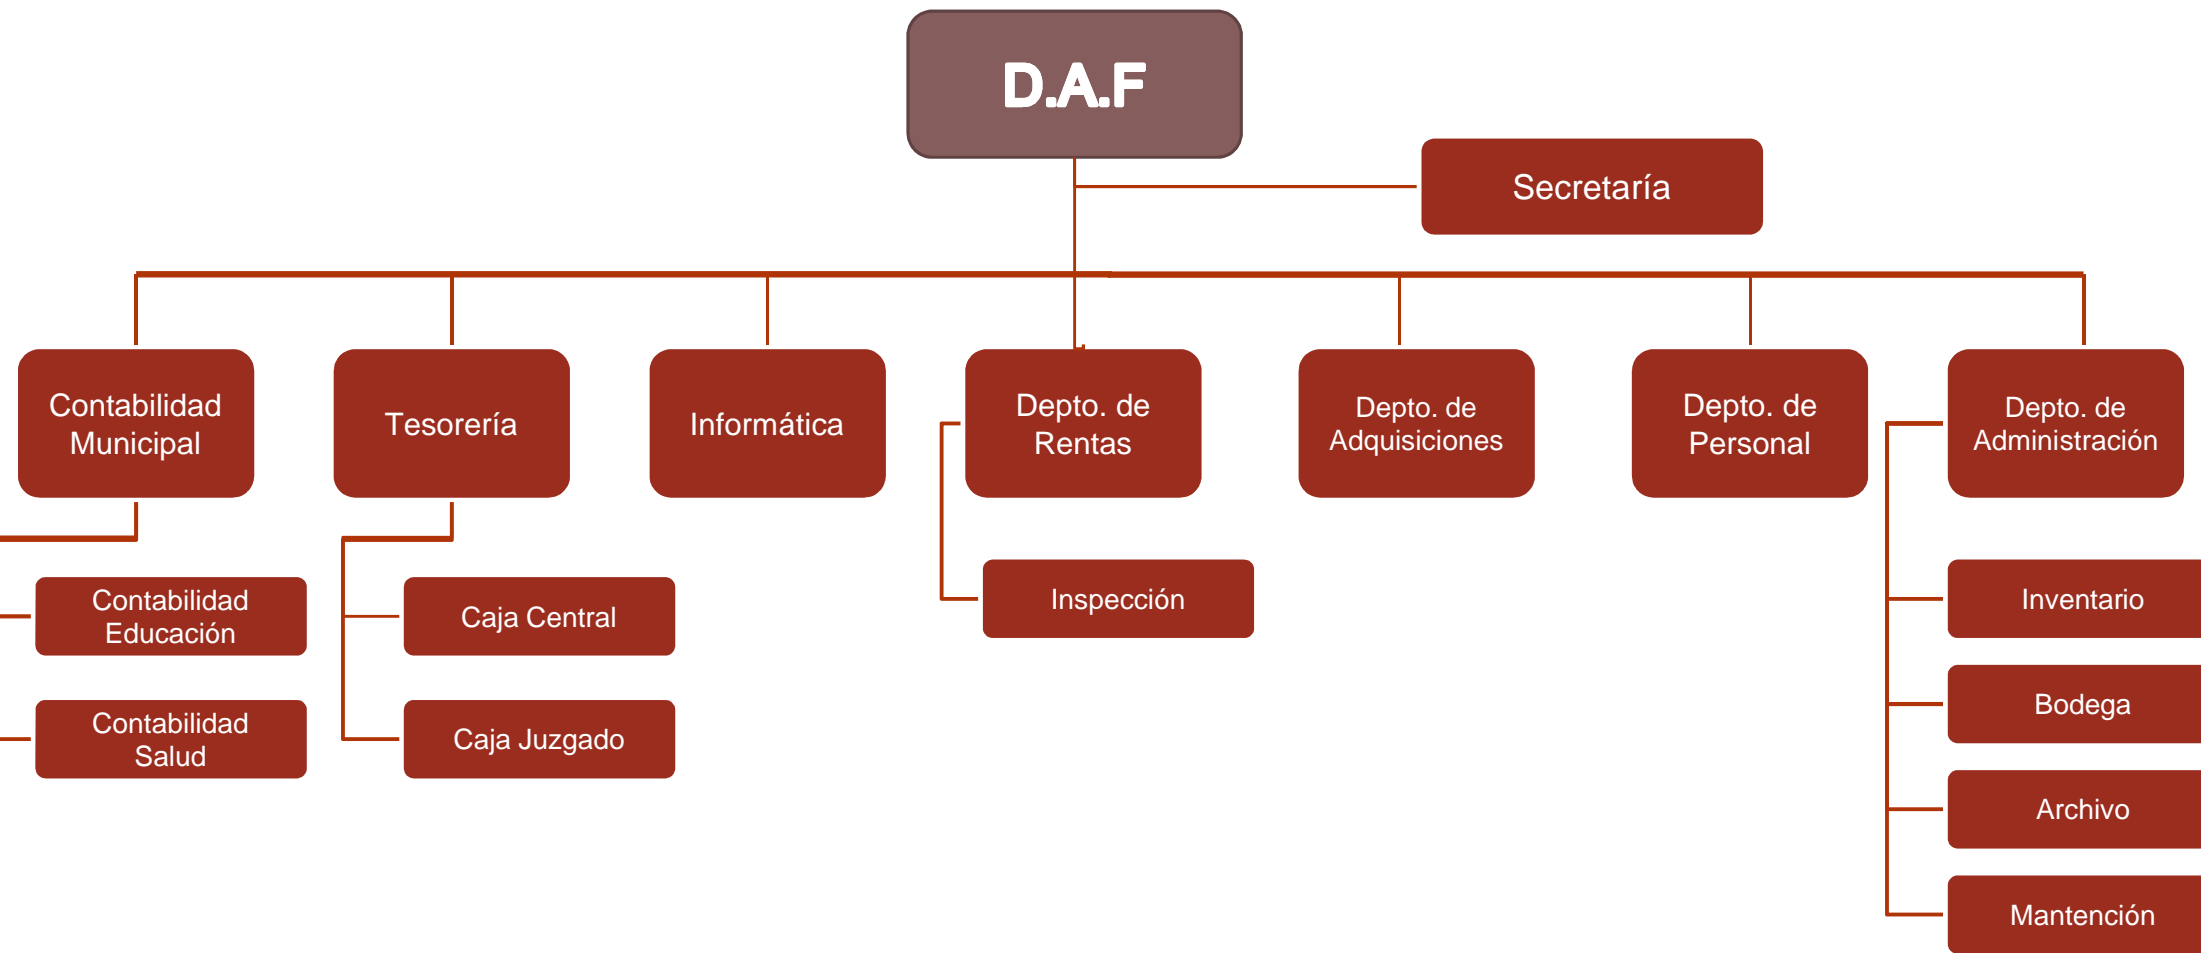 D.A.F
Secretaría
Contabilidad
Municipal
Tesorería
Informática
Depto. de
Rentas
Depto. de
Adquisiciones
Depto. de
Personal
Depto. de
Administración
Contabilidad
Educación
Contabilidad
Salud
Caja Central
Caja Juzgado
Inspección
Inventario
Bodega
Archivo
Mantención